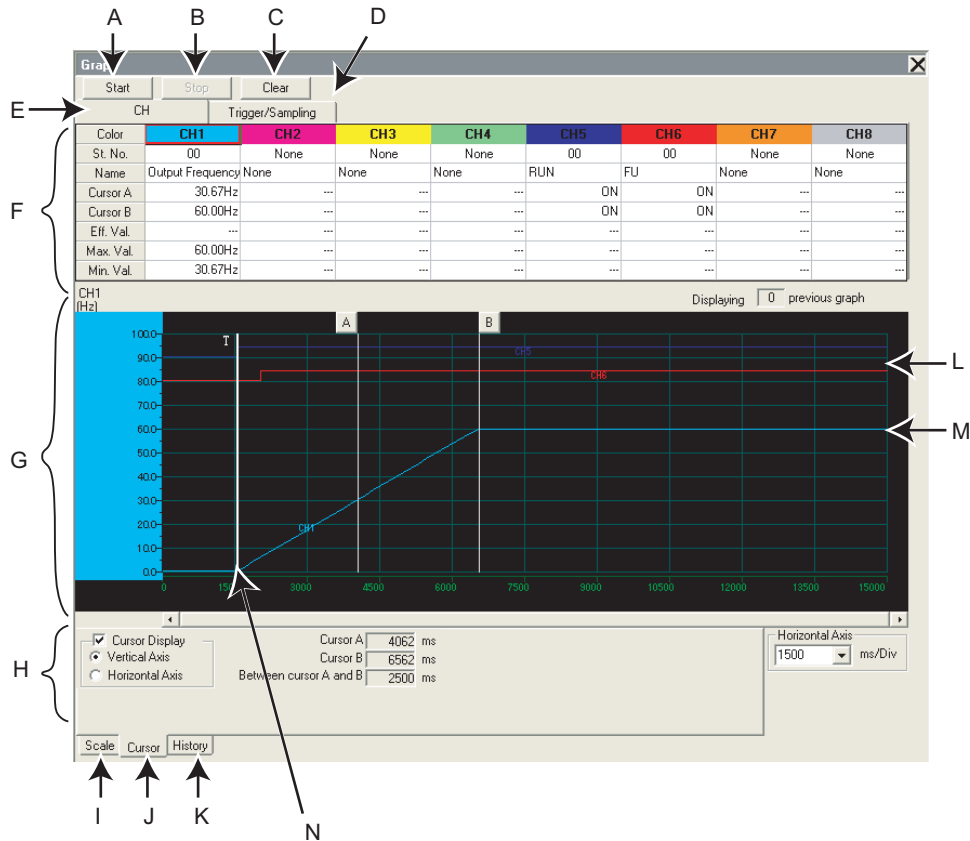 A B C D
Grap
Start Stop Clear
E
CH Trigger/Sampling
Color CH1 CH2 CH3 CH4 CH5 CH6 CH7 CH8
St. No. 00 None None None 00 00 None None
Name Output Frequency None None None RUN FU None None
F
Cursor A 30.67Hz --- --- --- ON ON --- ---
Cursor B 60.00Hz --- --- --- ON ON --- ---
Eff. Val. --- --- --- --- --- --- --- ---
Max. Val. 60.00Hz --- --- --- --- --- --- ---
Min. Val. 30.67Hz --- --- --- --- --- --- ---
CH1
(Hz)
Displaying 0 previous graph
A B
100.0
T
CH5
90.0
L
CH6
80.0
70.0
60.0
M
G
50.0
40.0
30.0
20.0
CH1
10.0
0.0
0 1500 3000 4500 6000 7500 9000 10500 12000 13500 15000
H
Cursor Display
Vertical Axis
Horizontal Axis
Cursor A 4062 ms
Cursor B 6562 ms
Between cursor A and B 2500 ms
Horizontal Axis
1500 ms/Div
Scale Cursor History
I J K
N